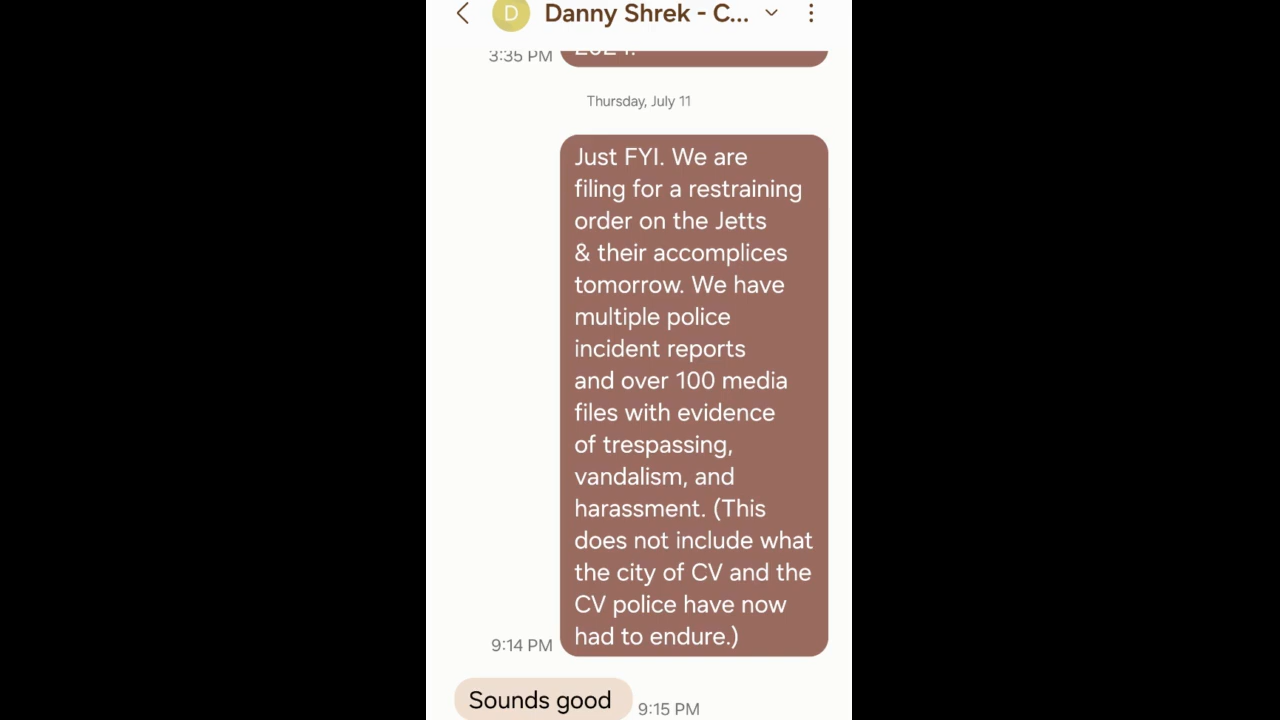 D
Danny Shrek - C...
3:35 PM
2024.
Thursday, July 11
Just FYI. We are
filing for a restraining
order on the Jetts
& their accomplices
tomorrow. We have
multiple police
incident reports
and over 100 media
files with evidence
of trespassing,
vandalism, and
harassment. (This
does not include what
the city of CV and the
CV police have now
had to endure.)
9:14 PM
Sounds good
9:15 PM